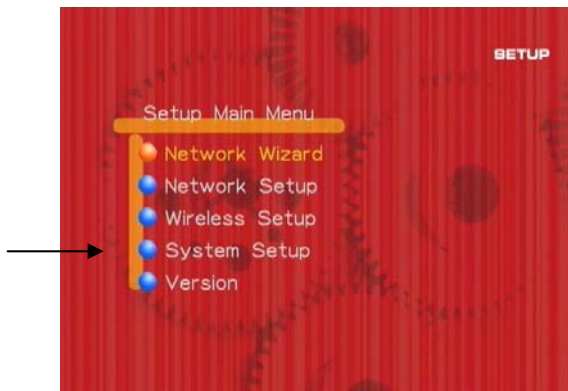 SETUP
Setup Main Menu
Network Wizard
Network Setup
Wireless Setup
System Setup
Version